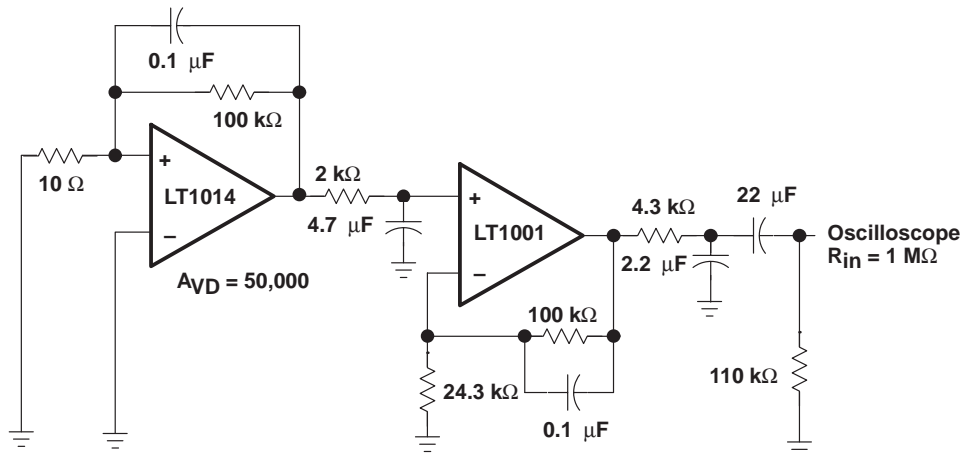 0.1 μF
100 kΩ
10 Ω
+
LT1014
−
A_VD = 50,000
2 kΩ
4.7 μF
+
LT1001
−
4.3 kΩ
2.2 μF
22 μF
Oscilloscope
R_in = 1 MΩ
100 kΩ
24.3 kΩ
0.1 μF
110 kΩ